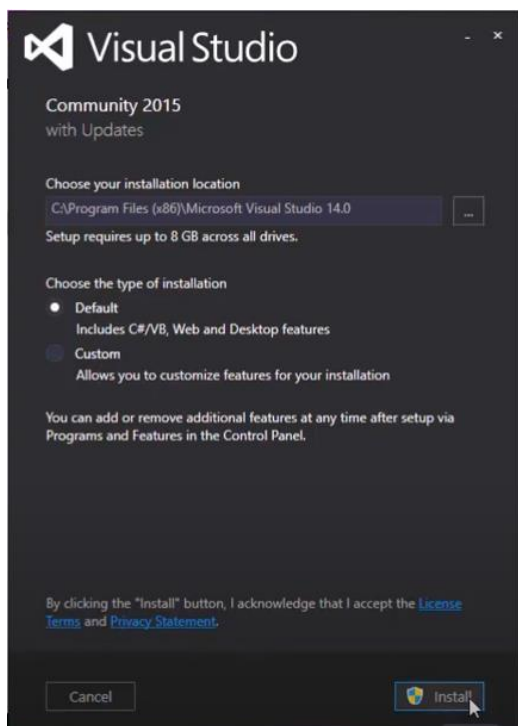 Visual Studio
Community 2015
with Updates
Choose your installation location
C:\Program Files (x86)\Microsoft Visual Studio 14.0
...
Setup requires up to 8 GB across all drives.
Choose the type of installation
Default
Includes C#/VB, Web and Desktop features
Custom
Allows you to customize features for your installation
You can add or remove additional features at any time after setup via
Programs and Features in the Control Panel.
By clicking the "Install" button, I acknowledge that I accept the License
Terms and Privacy Statement.
Cancel
Install